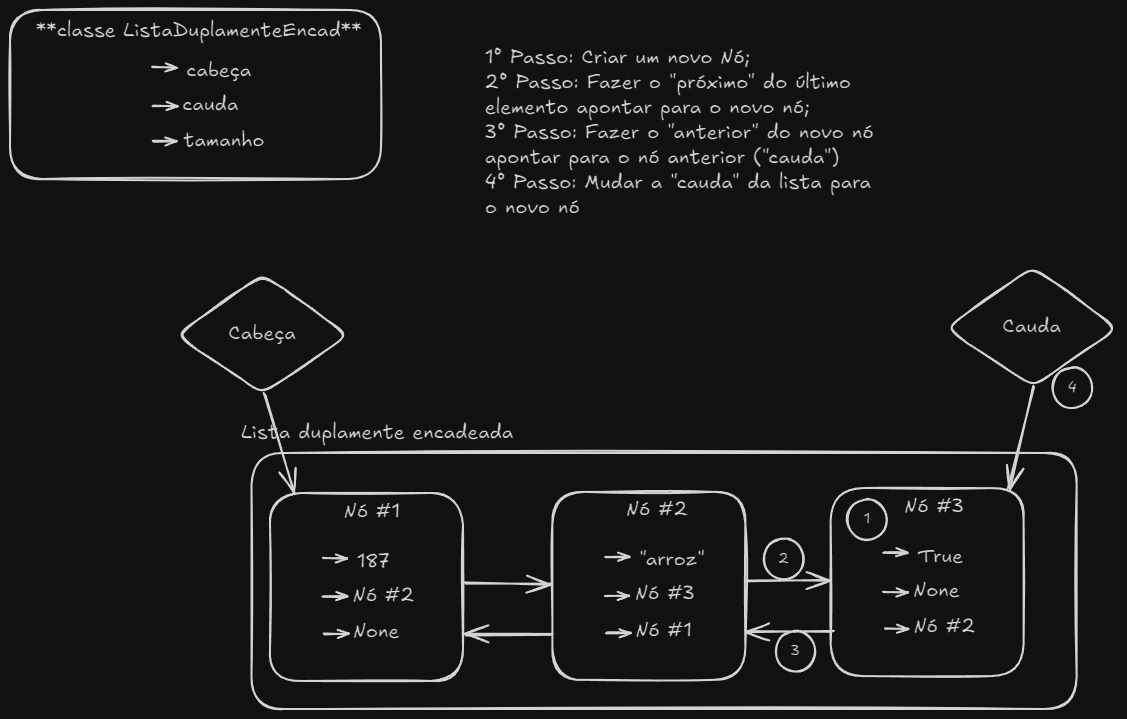 **classe ListaDuplamenteEncad**
cabeça
cauda
tamanho
1° Passo: Criar um novo Nó;
2° Passo: Fazer o "próximo" do último
elemento apontar para o novo nó;
3° Passo: Fazer o "anterior" do novo nó
apontar para o nó anterior ("cauda")
4° Passo: Mudar a "cauda" da lista para
o novo nó
Cabeça
Cauda
4
Lista duplamente encadeada
Nó #1
187
Nó #2
None
Nó #2
"arroz"
Nó #3
Nó #1
2
3
1
Nó #3
True
None
Nó #2